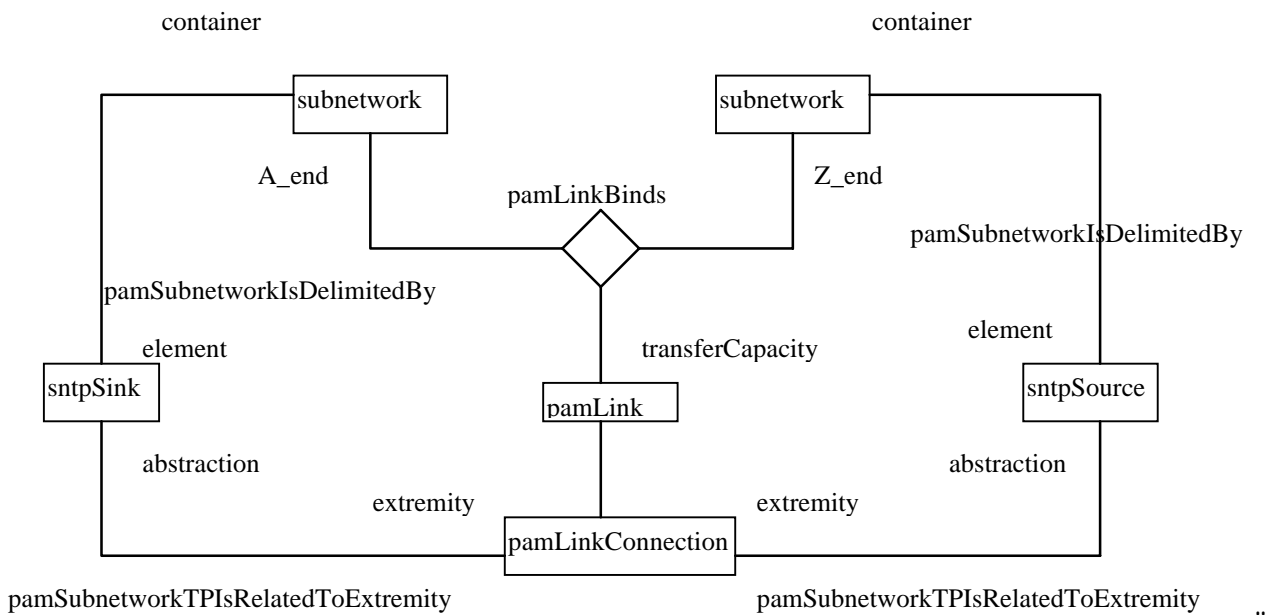 container
container
subnetwork
subnetwork
A_end
Z_end
pamLinkBinds
pamSubnetworkIsDelimitedBy
pamSubnetworkIsDelimitedBy
element
element
transferCapacity
sntpSink
sntpSource
pamLink
abstraction
abstraction
extremity
extremity
pamLinkConnection
pamSubnetworkTPIsRelatedToExtremity
pamSubnetworkTPIsRelatedToExtremity